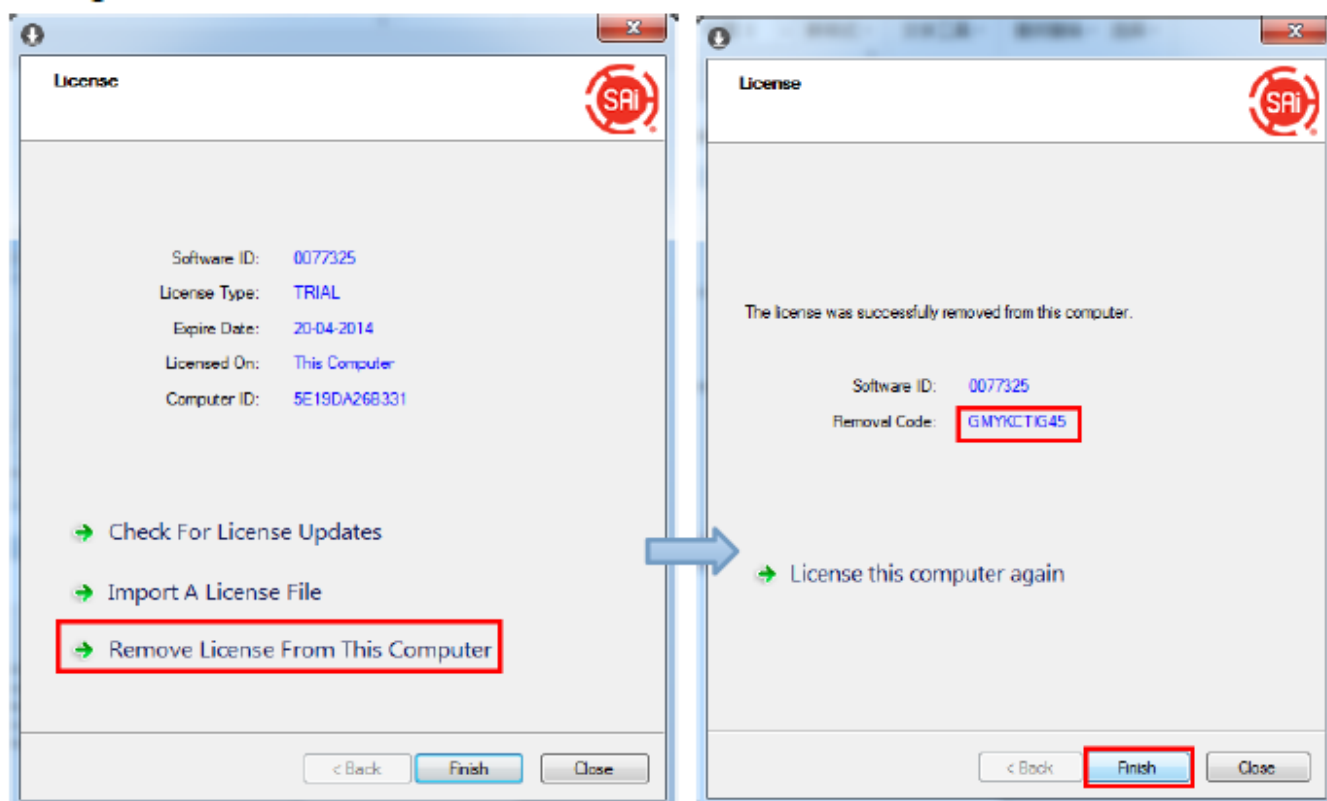 License
SAi
Software ID: 0077325
License Type: TRIAL
Expire Date: 20-04-2014
Licensed On: This Computer
Computer ID: 5E19DA26B331
Check For License Updates
Import A License File
Remove License From This Computer
< Back Finish Close
License
SAi
The license was successfully removed from this computer.
Software ID: 0077325
Removal Code: GMYKCTIG45
License this computer again
< Back Finish Close